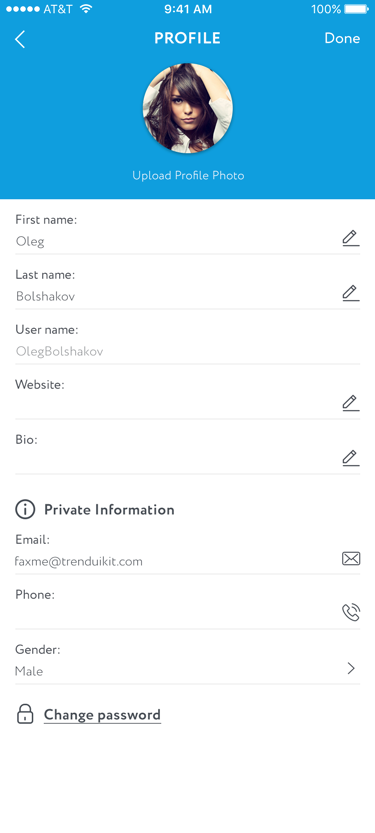 AT&T 9:41 AM 100%
PROFILE Done
Upload Profile Photo
First name:
Oleg
Last name:
Bolshakov
User name:
OlegBolshakov
Website:
Bio:
Private Information
Email:
faxme@trenduikit.com
Phone:
Gender:
Male
Change password